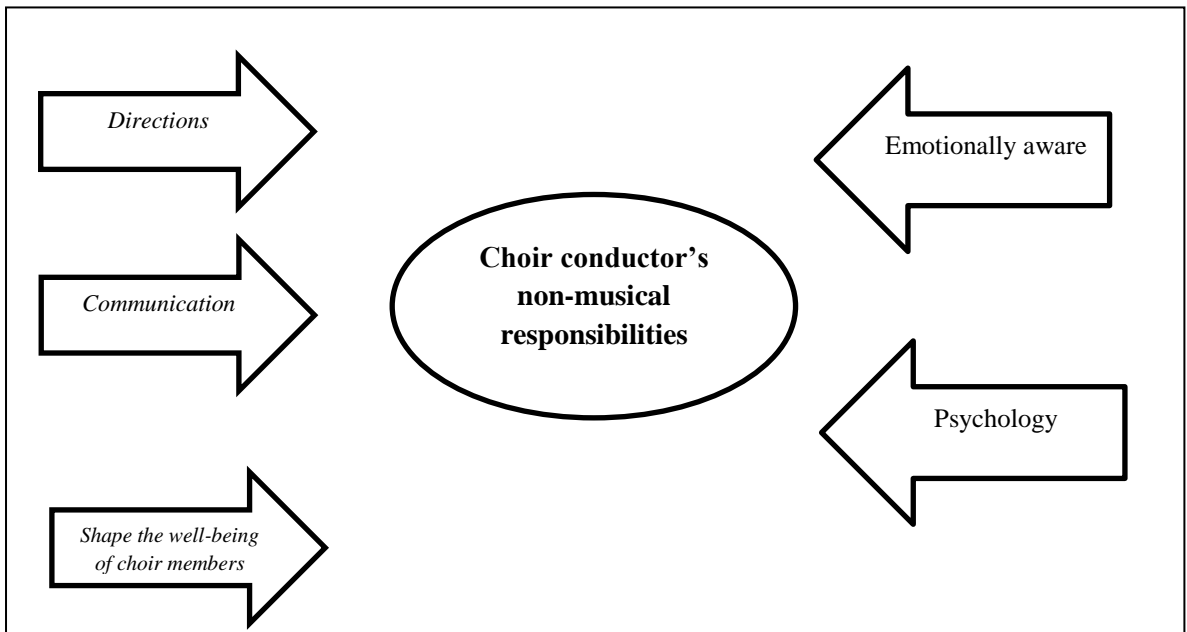 Directions
Communication
Shape the well-being
of choir members
Choir conductor’s
non-musical
responsibilities
Emotionally aware
Psychology